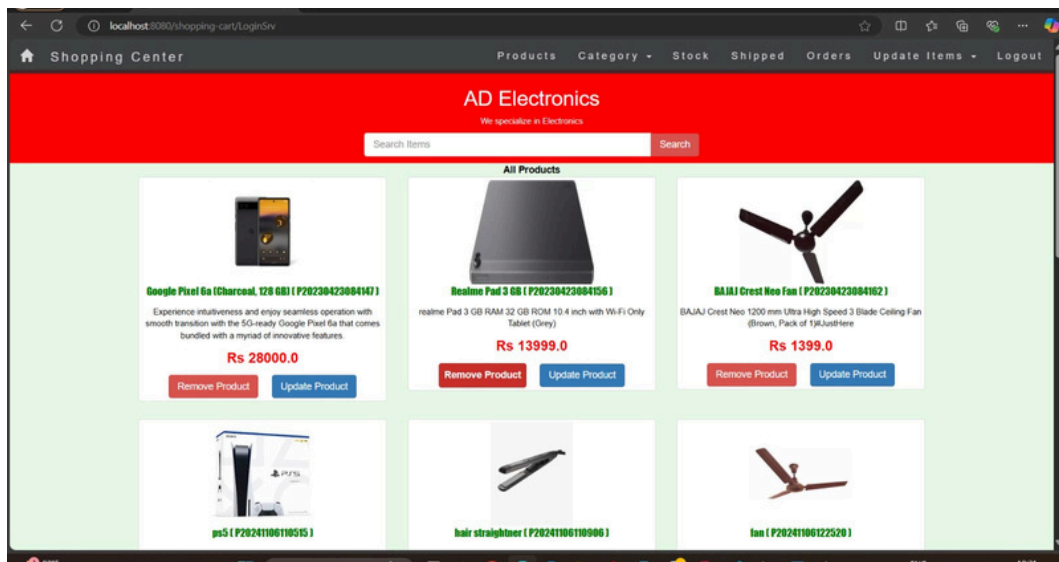 localhost:8080/shopping-cart/LoginSrv
Shopping Center
Products Category Stock Shipped Orders Update Items Logout
AD Electronics
We specialize in Electronics
Search Items
Search
All Products
Google Pixel 6a (Charcoal, 128 GB) ( P20230423084147 )
Experience intuitiveness and enjoy seamless operation with
smooth transition with the 5G-ready Google Pixel 6a that comes
bundled with a myriad of innovative features.
Rs 28000.0
Remove Product Update Product
Realme Pad 3 GB ( P20230423084156 )
realme Pad 3 GB RAM 32 GB ROM 10.4 inch with Wi-Fi Only
Tablet (Grey)
Rs 13999.0
Remove Product Update Product
BAJAJ Crest Neo Fan ( P20230423084162 )
BAJAJ Crest Neo 1200 mm Ultra High Speed 3 Blade Ceiling Fan
(Brown, Pack of 1)#JustHere
Rs 1399.0
Remove Product Update Product
PS5
ps5 ( P20241106110515 )
hair straightner ( P20241106110906 )
fan ( P20241106122520 )